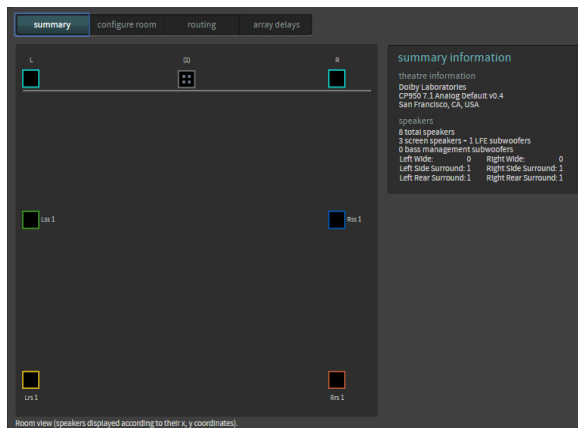 summary configure room routing array delays
L (2) R
summary information
theatre information
Dolby Laboratories
CP950 7.1 Analog Default v0.4
San Francisco, CA, USA
speakers
8 total speakers
3 screen speakers + 1 LFE subwoofers
0 bass management subwoofers
Left Wide: 0 Right Wide: 0
Left Side Surround: 1 Right Side Surround: 1
Left Rear Surround: 1 Right Rear Surround: 1
Lss 1 Rss 1
Lrs 1 Rrs 1
Room view (speakers displayed according to their x, y coordinates).